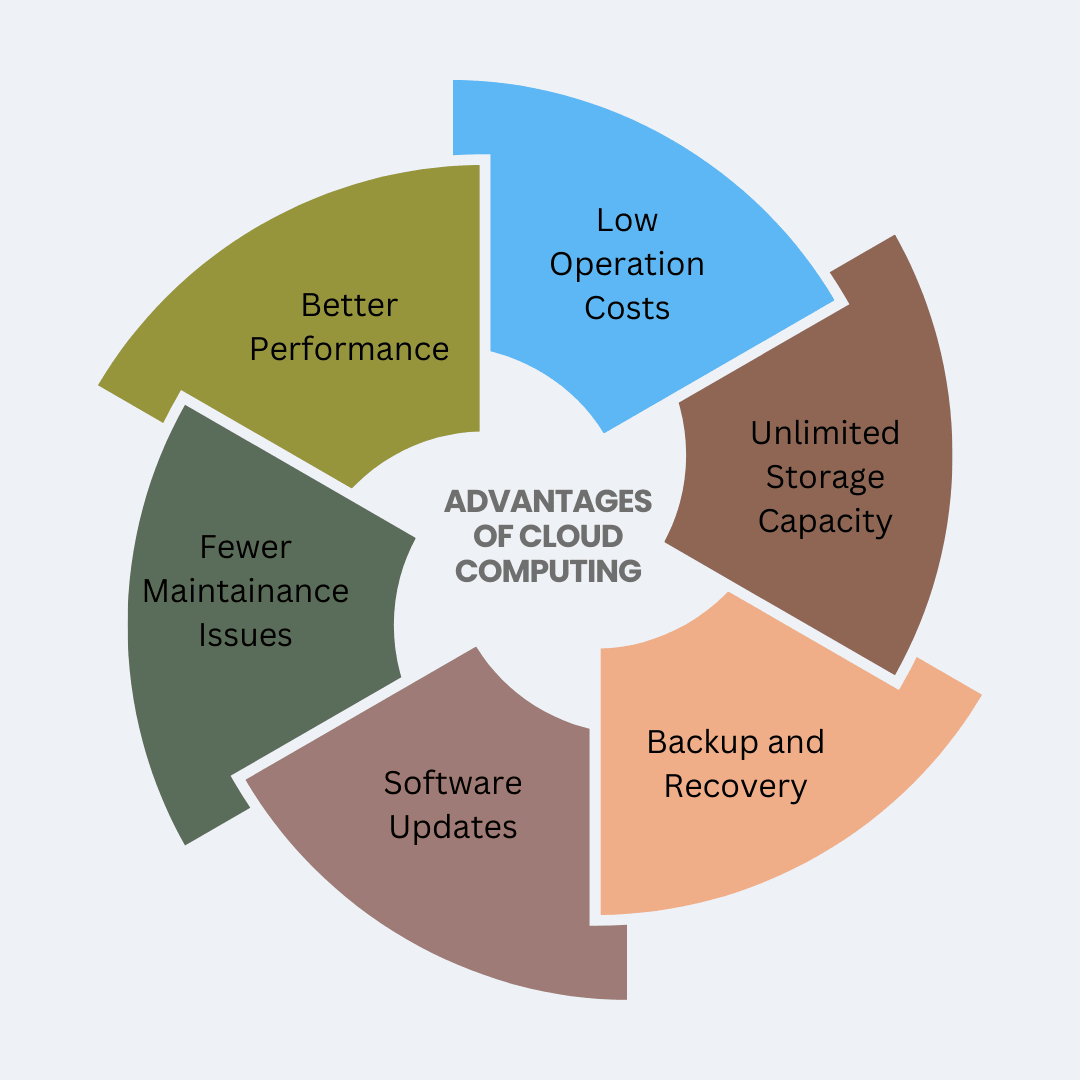 Low
Operation
Costs
Unlimited
Storage
Capacity
Backup and
Recovery
Software
Updates
Fewer
Maintainance
Issues
Better
Performance
ADVANTAGES
OF CLOUD
COMPUTING